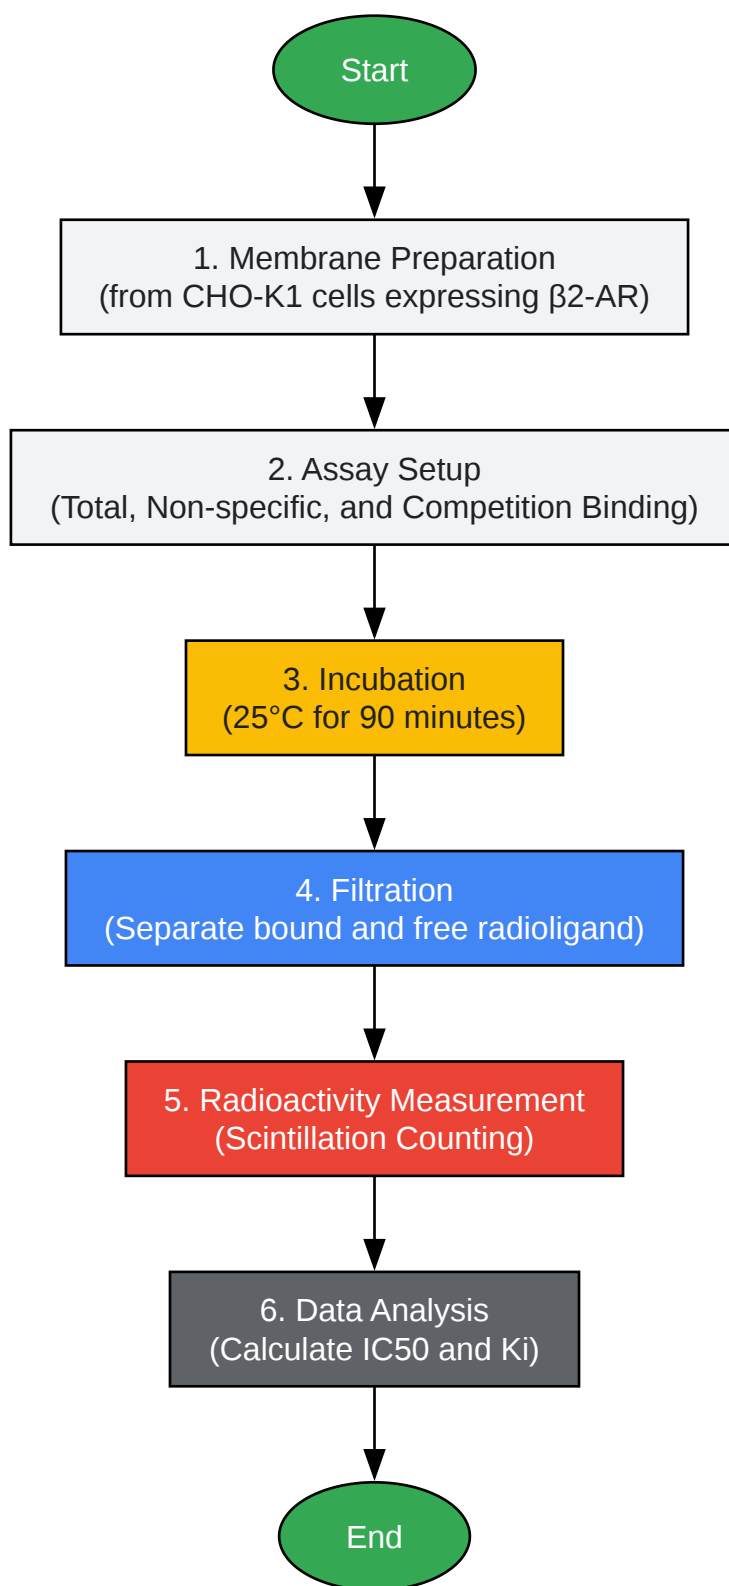 Start
1. Membrane Preparation
(from CHO-K1 cells expressing β2-AR)
2. Assay Setup
(Total, Non-specific, and Competition Binding)
3. Incubation
(25°C for 90 minutes)
4. Filtration
(Separate bound and free radioligand)
5. Radioactivity Measurement
(Scintillation Counting)
6. Data Analysis
(Calculate IC50 and Ki)
End